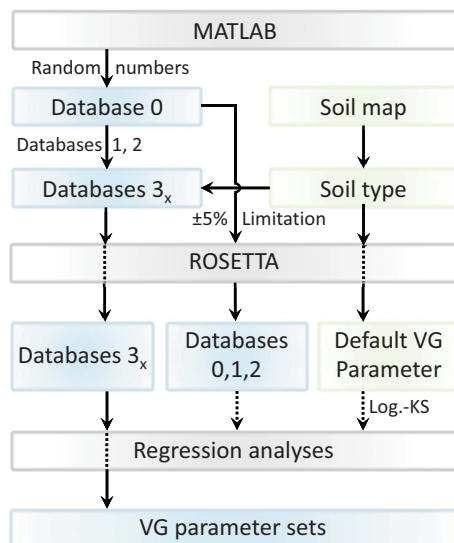 MATLAB
Random numbers
Database 0
Soil map
Databases 1, 2
Databases 3x
Soil type
±5% Limitation
ROSETTA
Databases 3x
Databases
0,1,2
Default VG
Parameter
Log.-KS
Regression analyses
VG parameter sets